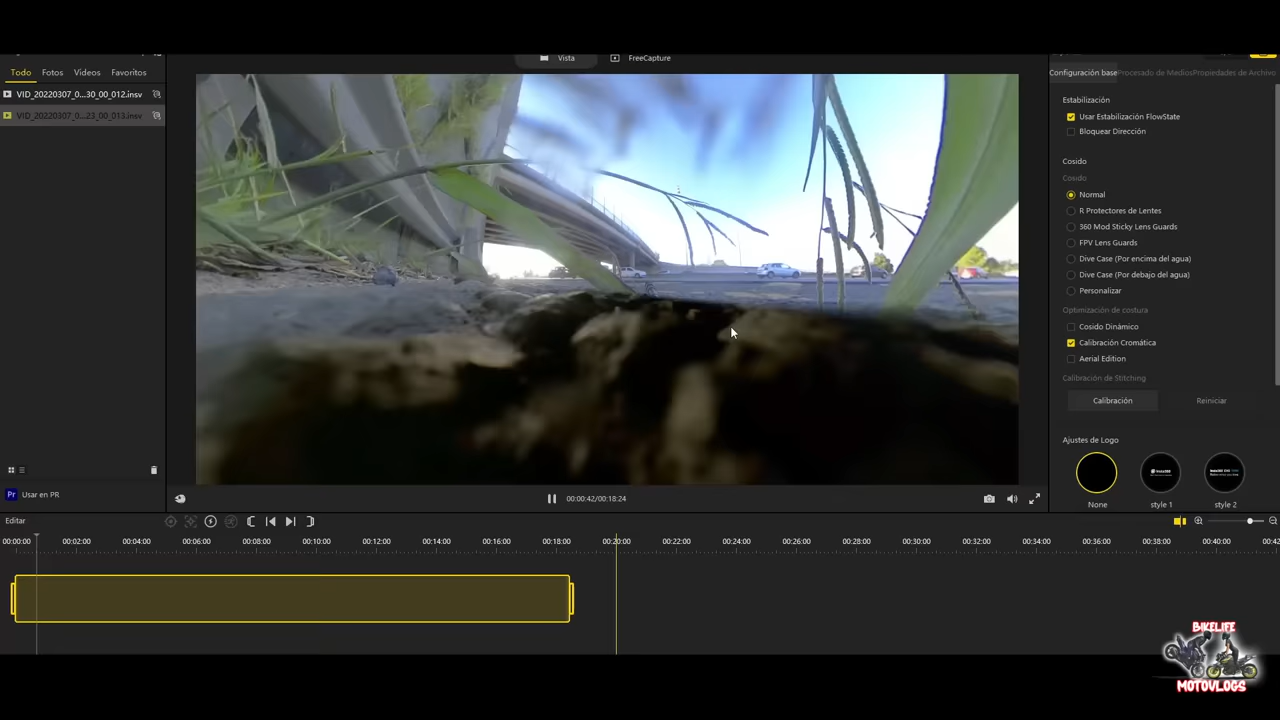 Vista
FreeCapture
Todo
Fotos
Vídeos
Favoritos
VID_20220307_0...30_00_012.insv
VID_20220307_0...23_00_013.insv
Configuración base
Procesado de Medios
Propiedades de Archivo
Estabilización
Usar Estabilización FlowState
Bloquear Dirección
Cosido
Cosido
Normal
R Protectores de Lentes
360 Mod Sticky Lens Guards
FPV Lens Guards
Dive Case (Por encima del agua)
Dive Case (Por debajo del agua)
Personalizar
Optimización de costura
Cosido Dinámico
Calibración Cromática
Aerial Edition
Calibración de Stitching
Calibración
Reiniciar
Ajustes de Logo
None
style 1
style 2
Pr
Usar en PR
00:00:42/00:18:24
Editar
00:00:00
00:02:00
00:04:00
00:06:00
00:08:00
00:10:00
00:12:00
00:14:00
00:16:00
00:18:00
00:20:00
00:22:00
00:24:00
00:26:00
00:28:00
00:30:00
00:32:00
00:34:00
00:36:00
00:38:00
00:40:00
00:42
BIKELIFE
MOTOVLOGS